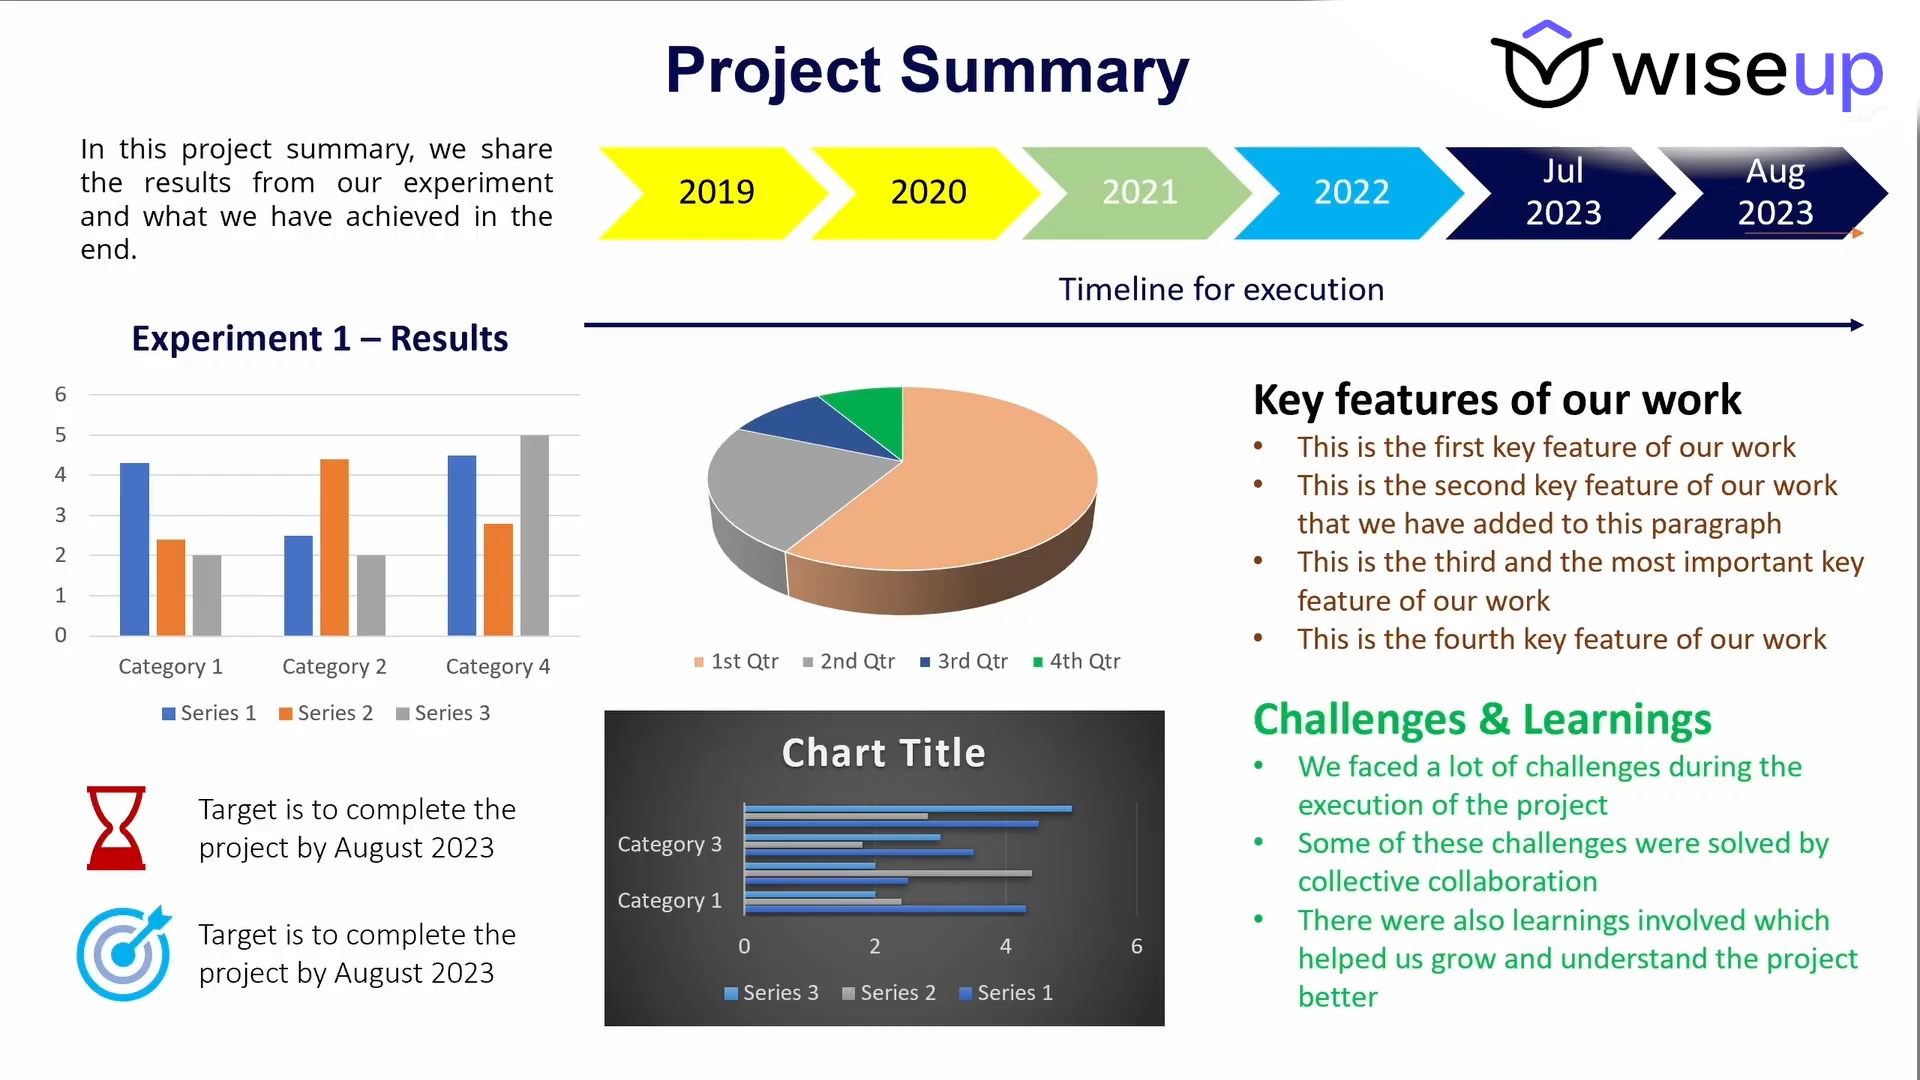 Project Summary
wiseup
In this project summary, we share
the results from our experiment
and what we have achieved in the
end.
2019
2020
2021
2022
Jul
2023
Aug
2023
Timeline for execution
Experiment 1 – Results
6
5
4
3
2
1
0
Category 1
Category 2
Category 4
Series 1
Series 2
Series 3
1st Qtr
2nd Qtr
3rd Qtr
4th Qtr
Key features of our work
• This is the first key feature of our work
• This is the second key feature of our work
that we have added to this paragraph
• This is the third and the most important key
feature of our work
• This is the fourth key feature of our work
Target is to complete the
project by August 2023
Target is to complete the
project by August 2023
Chart Title
Category 3
Category 1
0
2
4
6
Series 3
Series 2
Series 1
Challenges & Learnings
• We faced a lot of challenges during the
execution of the project
• Some of these challenges were solved by
collective collaboration
• There were also learnings involved which
helped us grow and understand the project
better